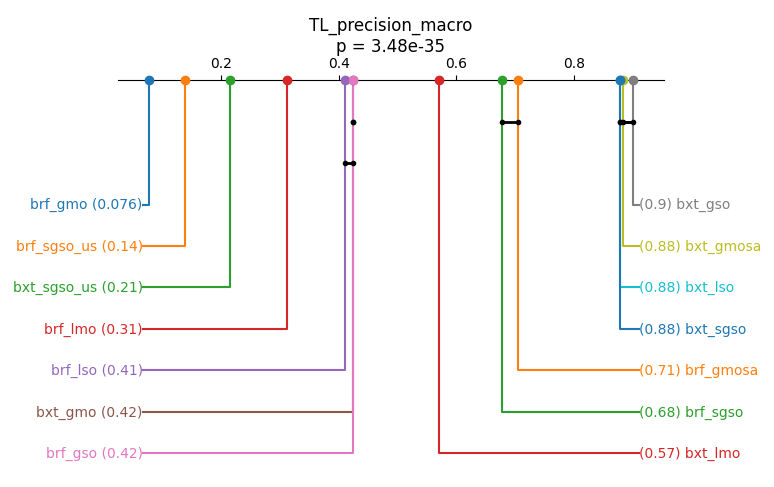 TL_precision_macro
p = 3.48e-35
0.2 0.4 0.6 0.8
brf_gmo (0.076) (0.9) bxt_gso
brf_sgso_us (0.14) (0.88) bxt_gmosa
bxt_sgso_us (0.21) (0.88) bxt_lso
brf_lmo (0.31) (0.88) bxt_sgso
brf_lso (0.41) (0.71) brf_gmosa
bxt_gmo (0.42) (0.68) brf_sgso
brf_gso (0.42) (0.57) bxt_lmo